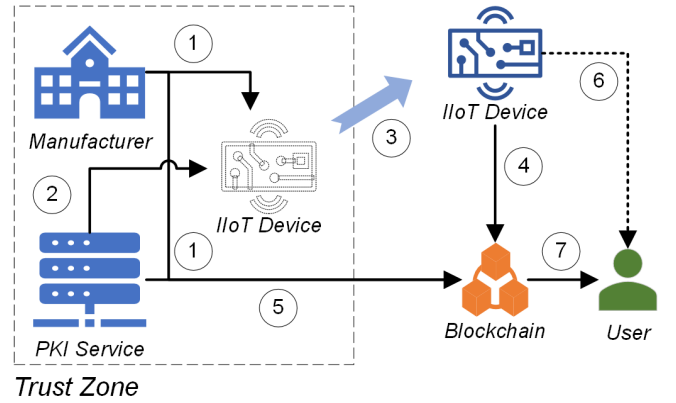 1
Manufacturer
IIoT Device
6
3
4
2
IIoT Device
1
5
7
PKI Service
Blockchain
User
Trust Zone